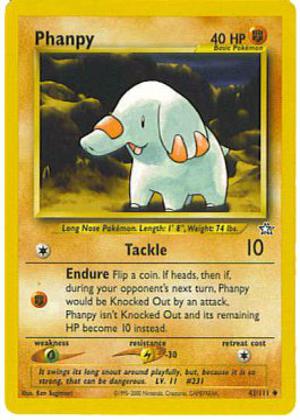 Phanpy 40 HP
Basic Pokémon
Long Nose Pokémon. Length: 1' 8", Weight: 74 lbs.
Tackle 10
Endure Flip a coin. If heads, then if,
during your opponent's next turn, Phanpy
would be Knocked Out by an attack,
Phanpy isn't Knocked Out and its remaining
HP become 10 instead.
weakness resistance retreat cost
-30
It swings its long snout around playfully, but
because it is so strong, that can be dangerous. LV. 11 #231
Illus. Ken Sugimori ©1995-2000 Nintendo, Creatures, GAMEFREAK.